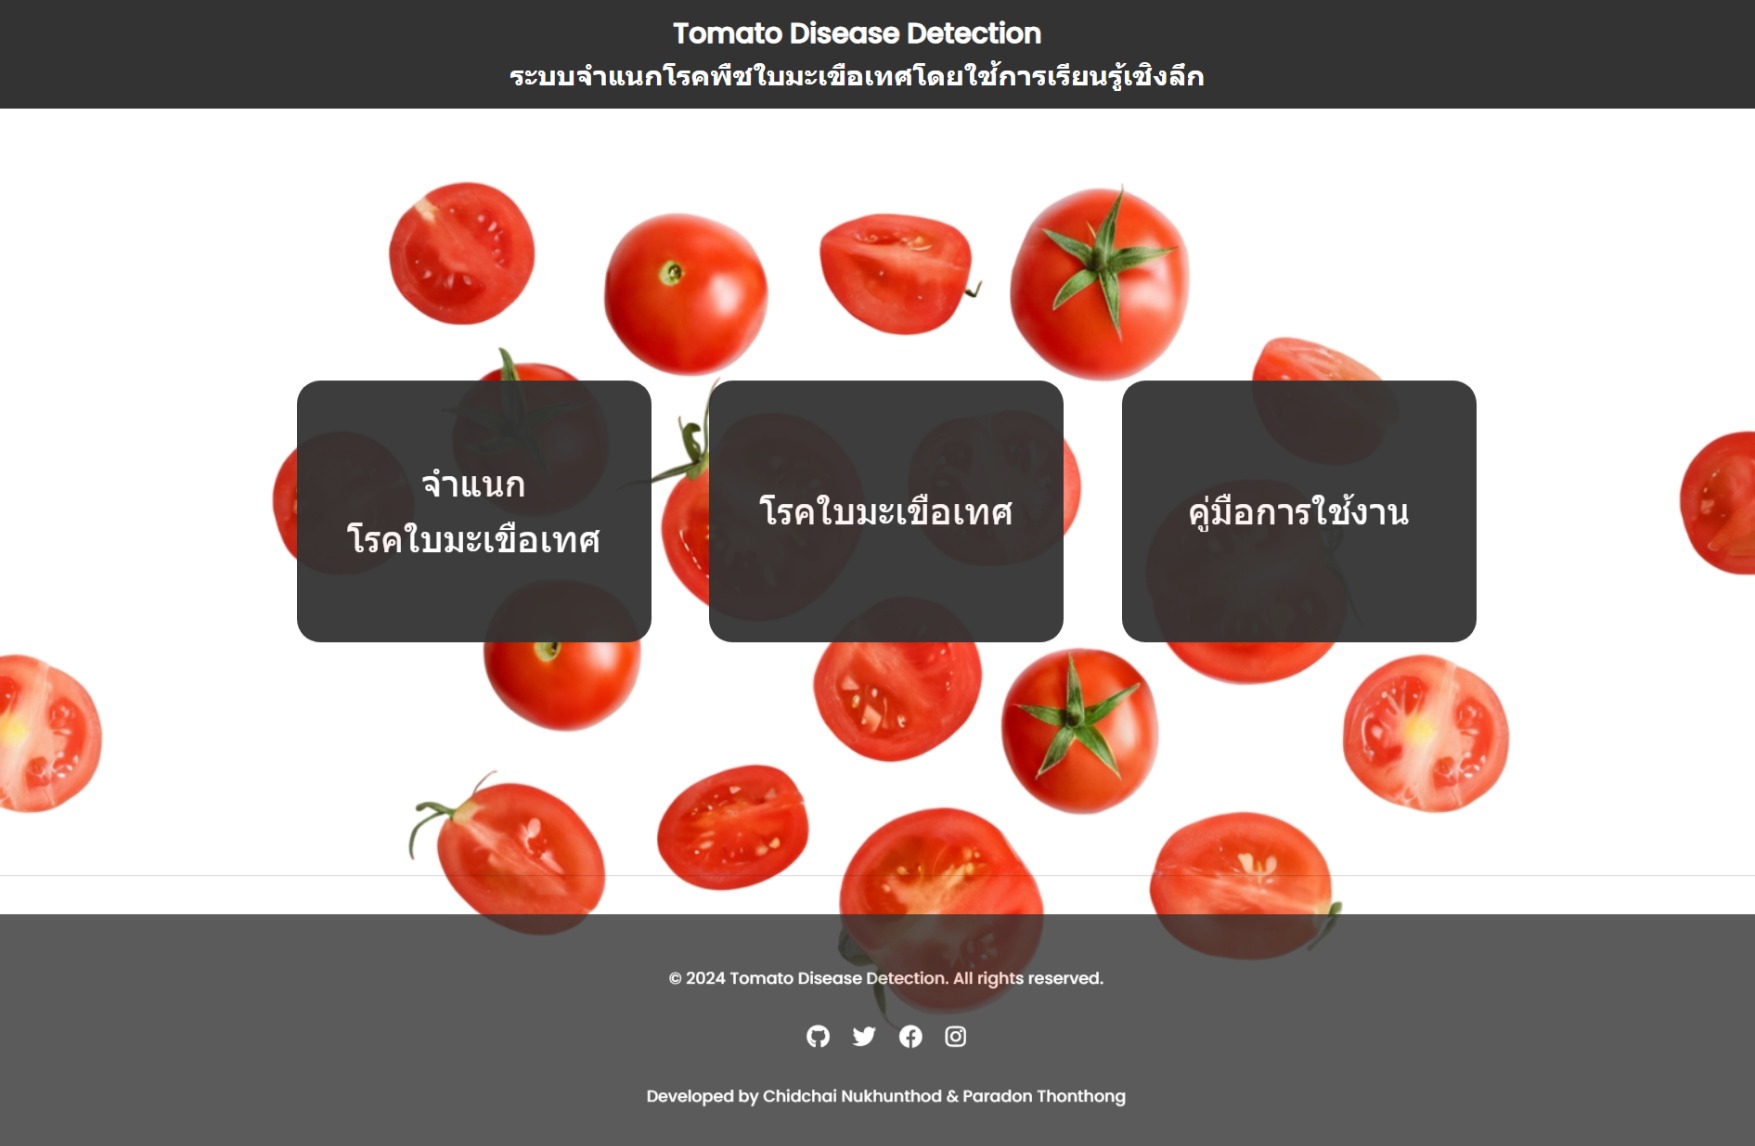 Tomato Disease Detection
ระบบจำแนกโรคพืชใบมะเขือเทศโดยใช้การเรียนรู้เชิงลึก
จำแนก
โรคใบมะเขือเทศ
โรคใบมะเขือเทศ
คู่มือการใช้งาน
© 2024 Tomato Disease Detection. All rights reserved.
Developed by Chidchai Nukhunthod & Paradon Thonthong